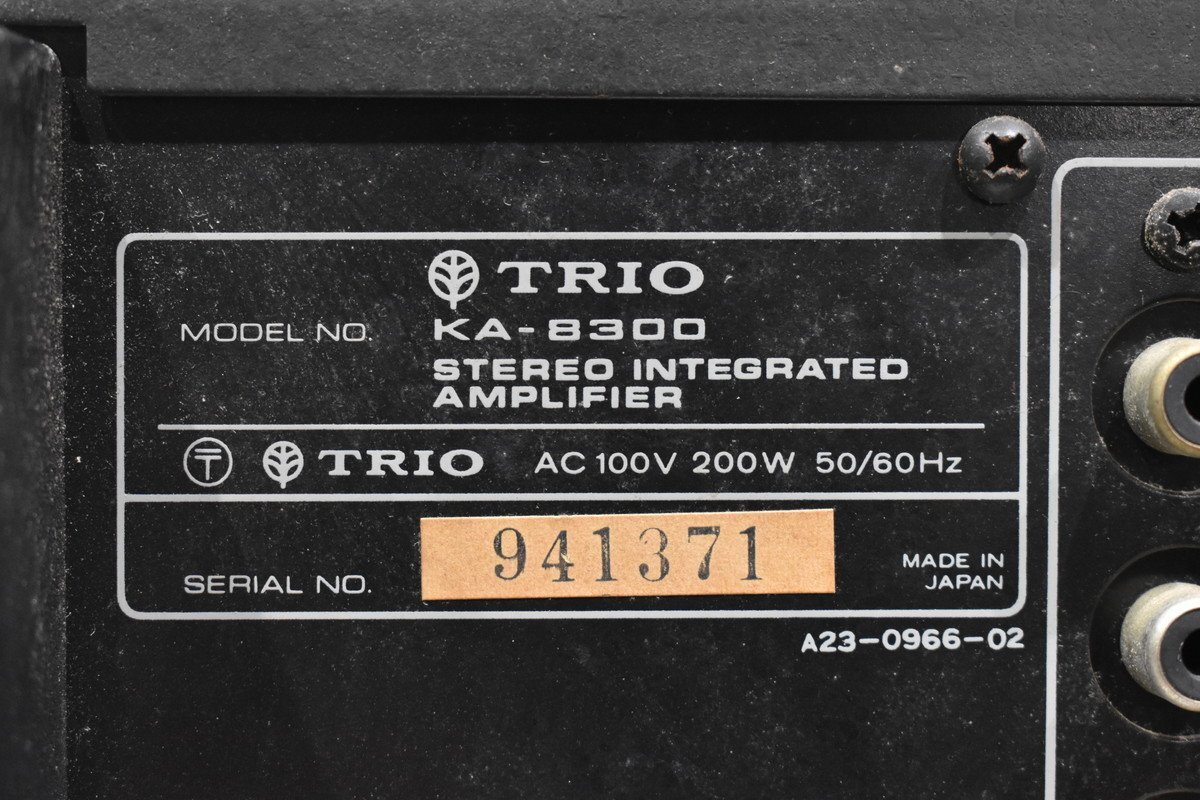 TRIO
MODEL NO. KA-8300
STEREO INTEGRATED
AMPLIFIER
〒 TRIO AC 100V 200W 50/60Hz
SERIAL NO. 941371
MADE IN
JAPAN
A23-0966-02